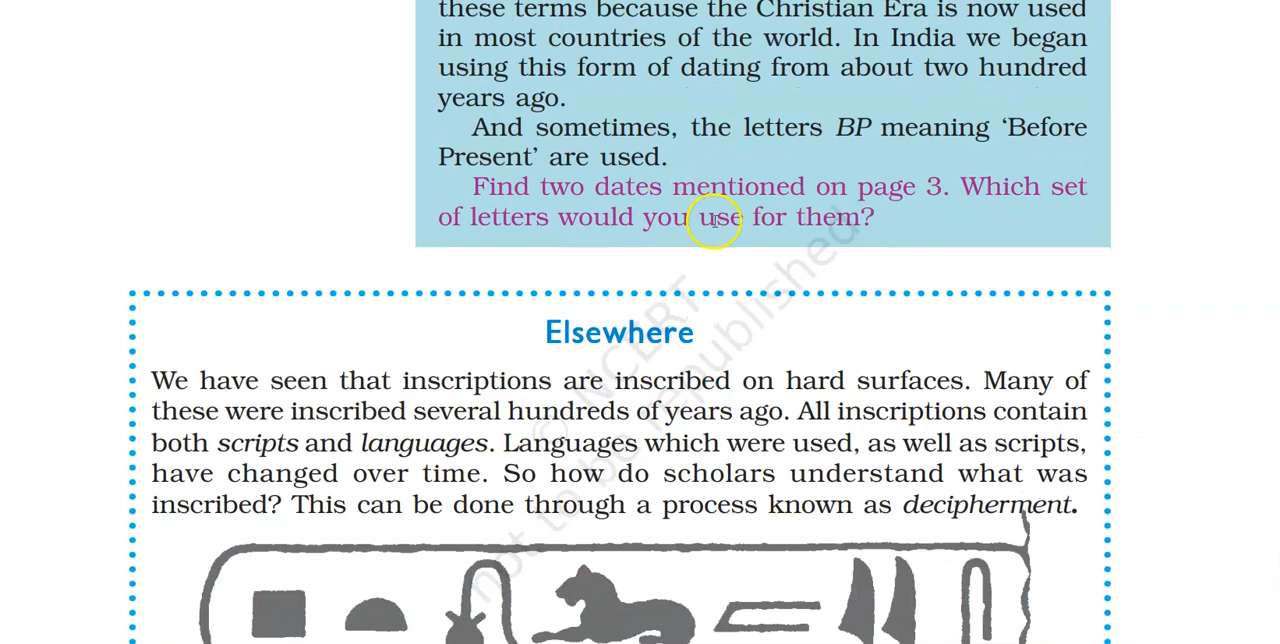 these terms because the Christian Era is now used
in most countries of the world. In India we began
using this form of dating from about two hundred
years ago.
And sometimes, the letters BP meaning ‘Before
Present’ are used.
Find two dates mentioned on page 3. Which set
of letters would you use for them?
© NCERT
not to be republished
Elsewhere
We have seen that inscriptions are inscribed on hard surfaces. Many of
these were inscribed several hundreds of years ago. All inscriptions contain
both scripts and languages. Languages which were used, as well as scripts,
have changed over time. So how do scholars understand what was
inscribed? This can be done through a process known as decipherment.